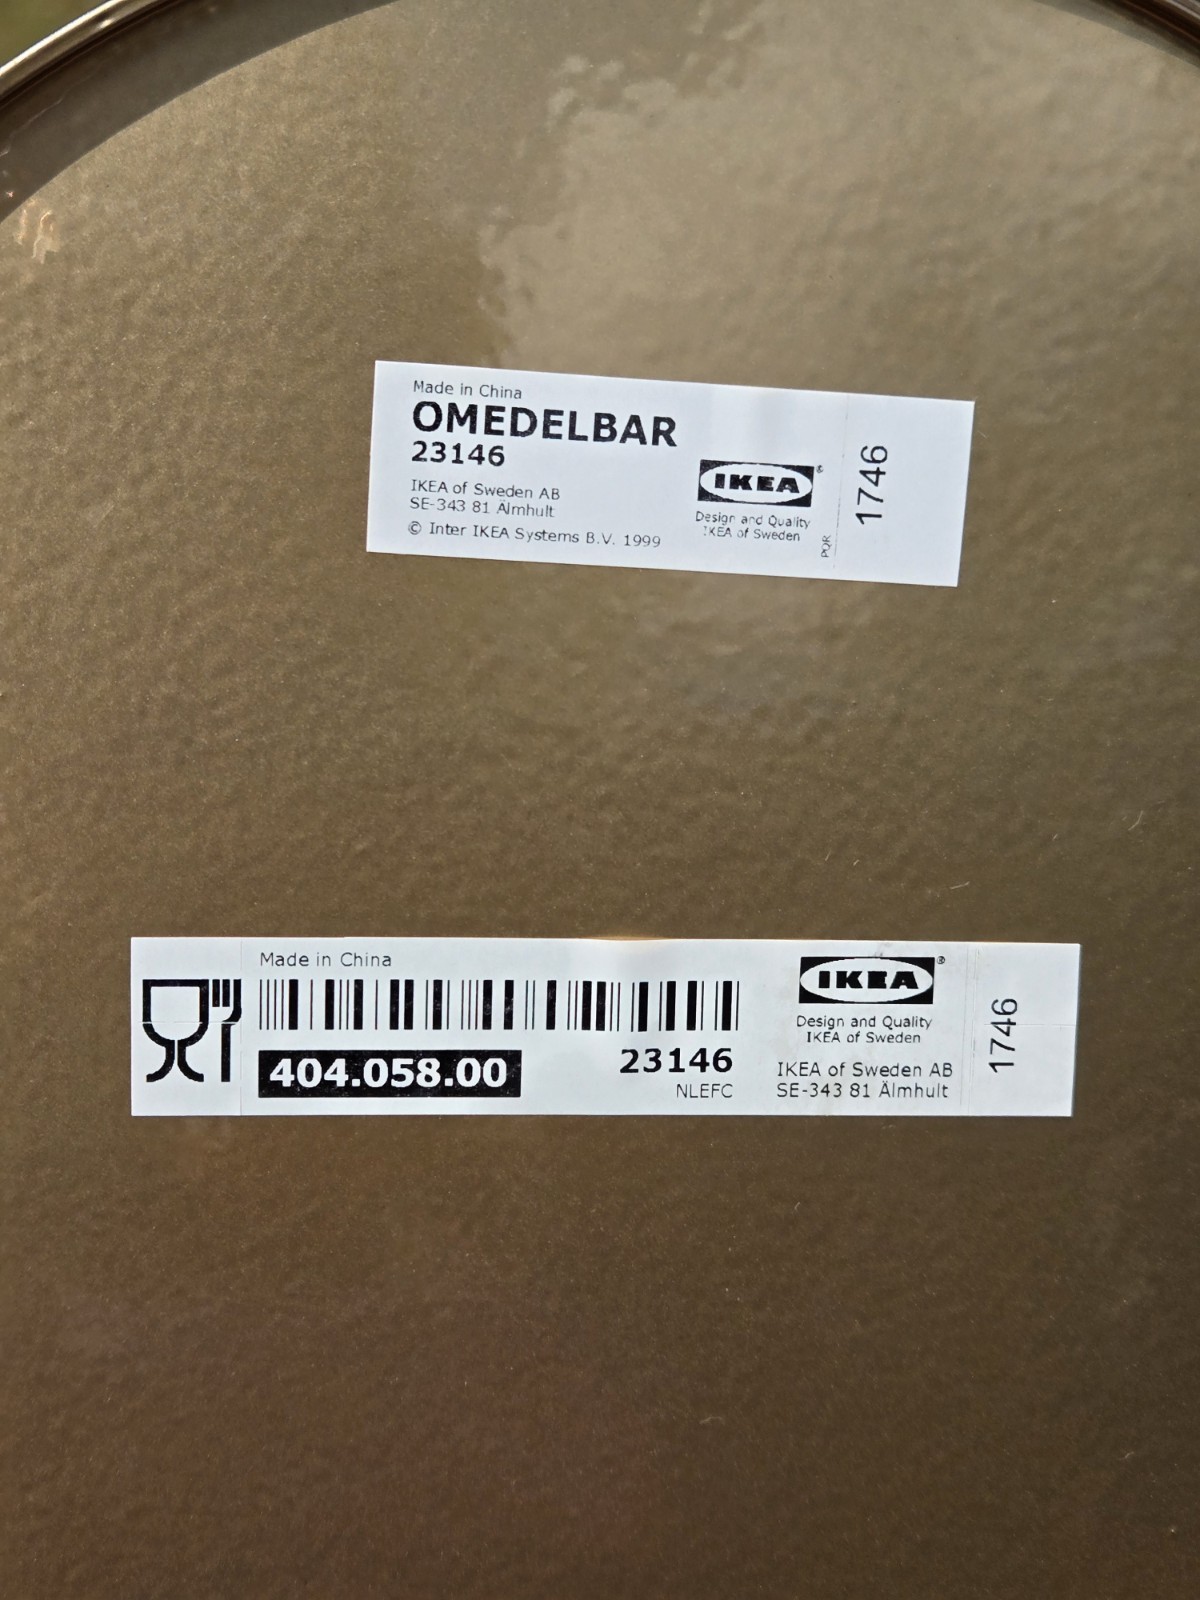 Made in China
OMEDELBAR
23146
IKEA of Sweden AB
SE-343 81 Älmhult
© Inter IKEA Systems B.V. 1999
IKEA®
Design and Quality
IKEA of Sweden
PQR
1746
Made in China
404.058.00
23146
NLEFC
IKEA®
Design and Quality
IKEA of Sweden
IKEA of Sweden AB
SE-343 81 Älmhult
1746